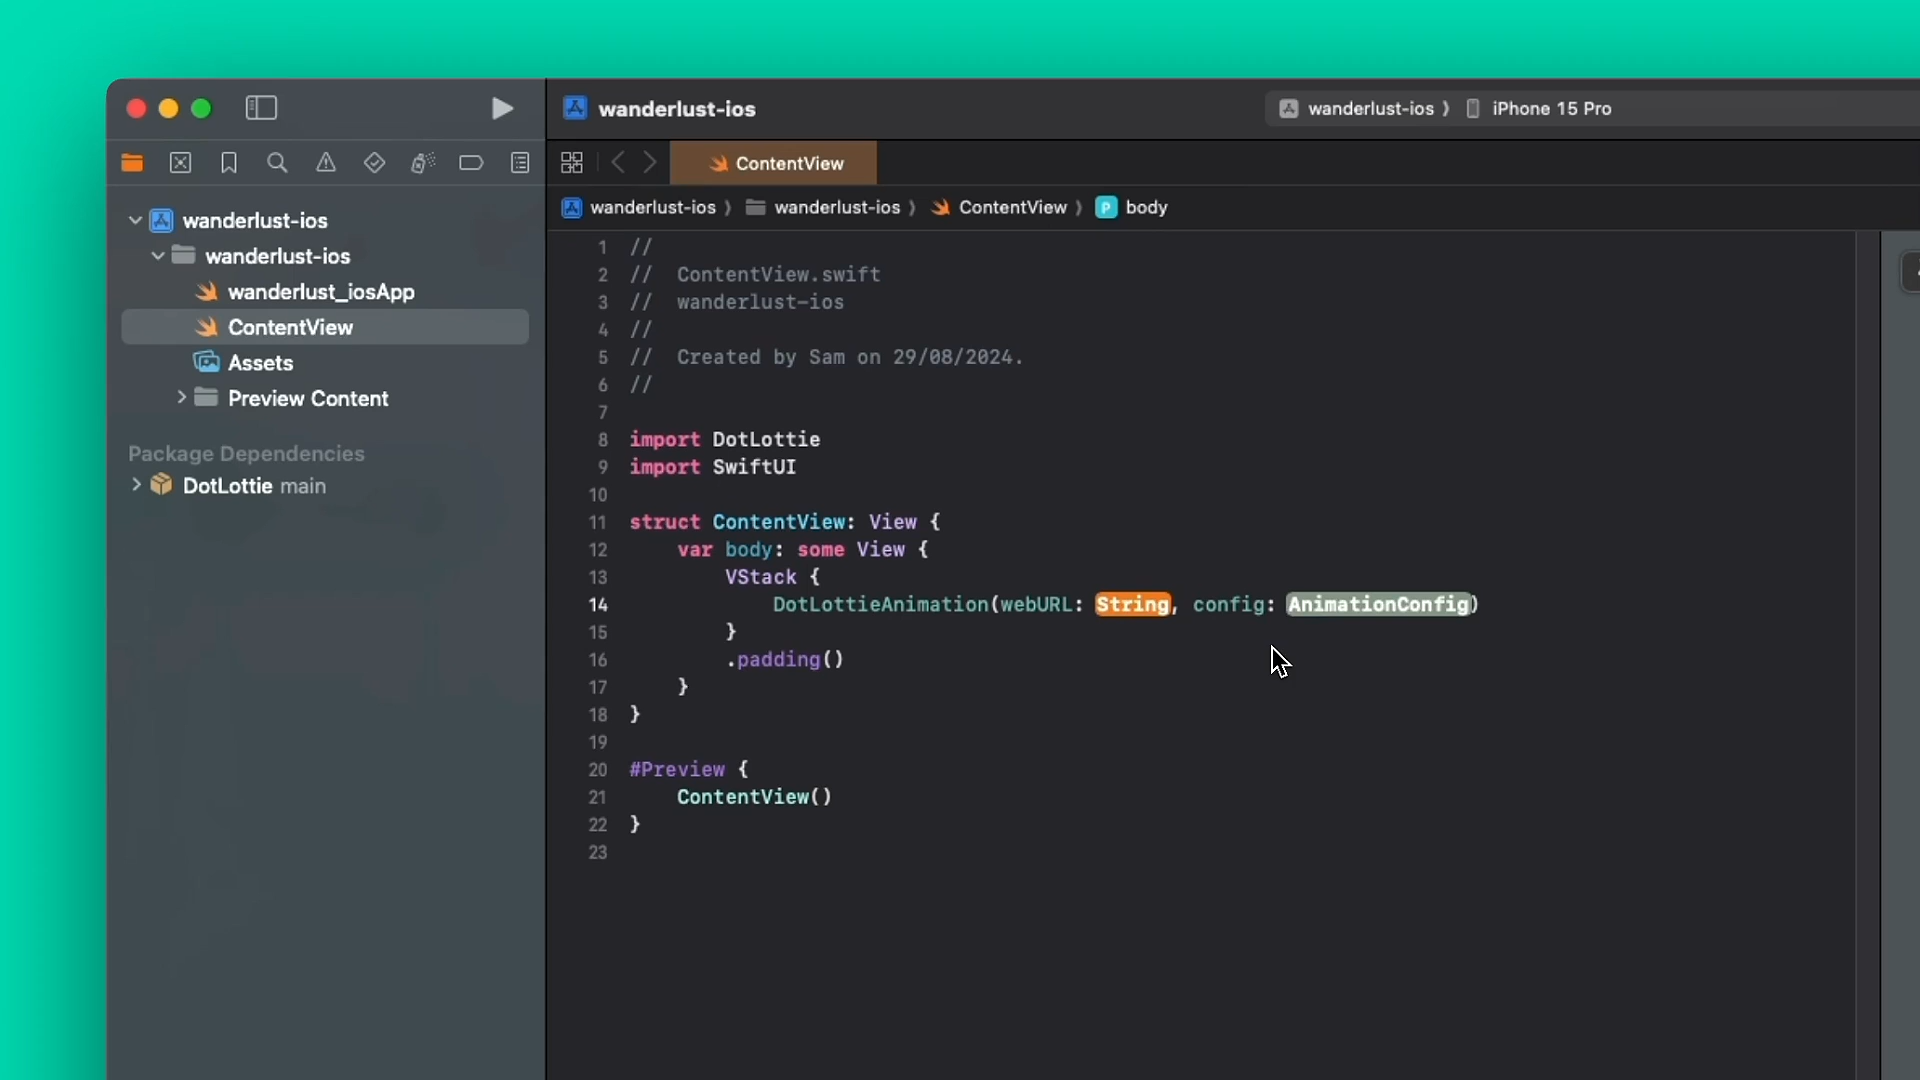 wanderlust-ios
wanderlust-ios 〉 iPhone 15 Pro
ContentView
wanderlust-ios 〉 wanderlust-ios 〉 ContentView 〉 P body
wanderlust-ios
wanderlust-ios
wanderlust_iosApp
ContentView
Assets
Preview Content
Package Dependencies
DotLottie main
1 //
2 //  ContentView.swift
3 //  wanderlust-ios
4 //
5 //  Created by Sam on 29/08/2024.
6 //
7
8 import DotLottie
9 import SwiftUI
10
11 struct ContentView: View {
12     var body: some View {
13         VStack {
14             DotLottieAnimation(webURL: String, config: AnimationConfig)
15         }
16         .padding()
17     }
18 }
19
20 #Preview {
21     ContentView()
22 }
23